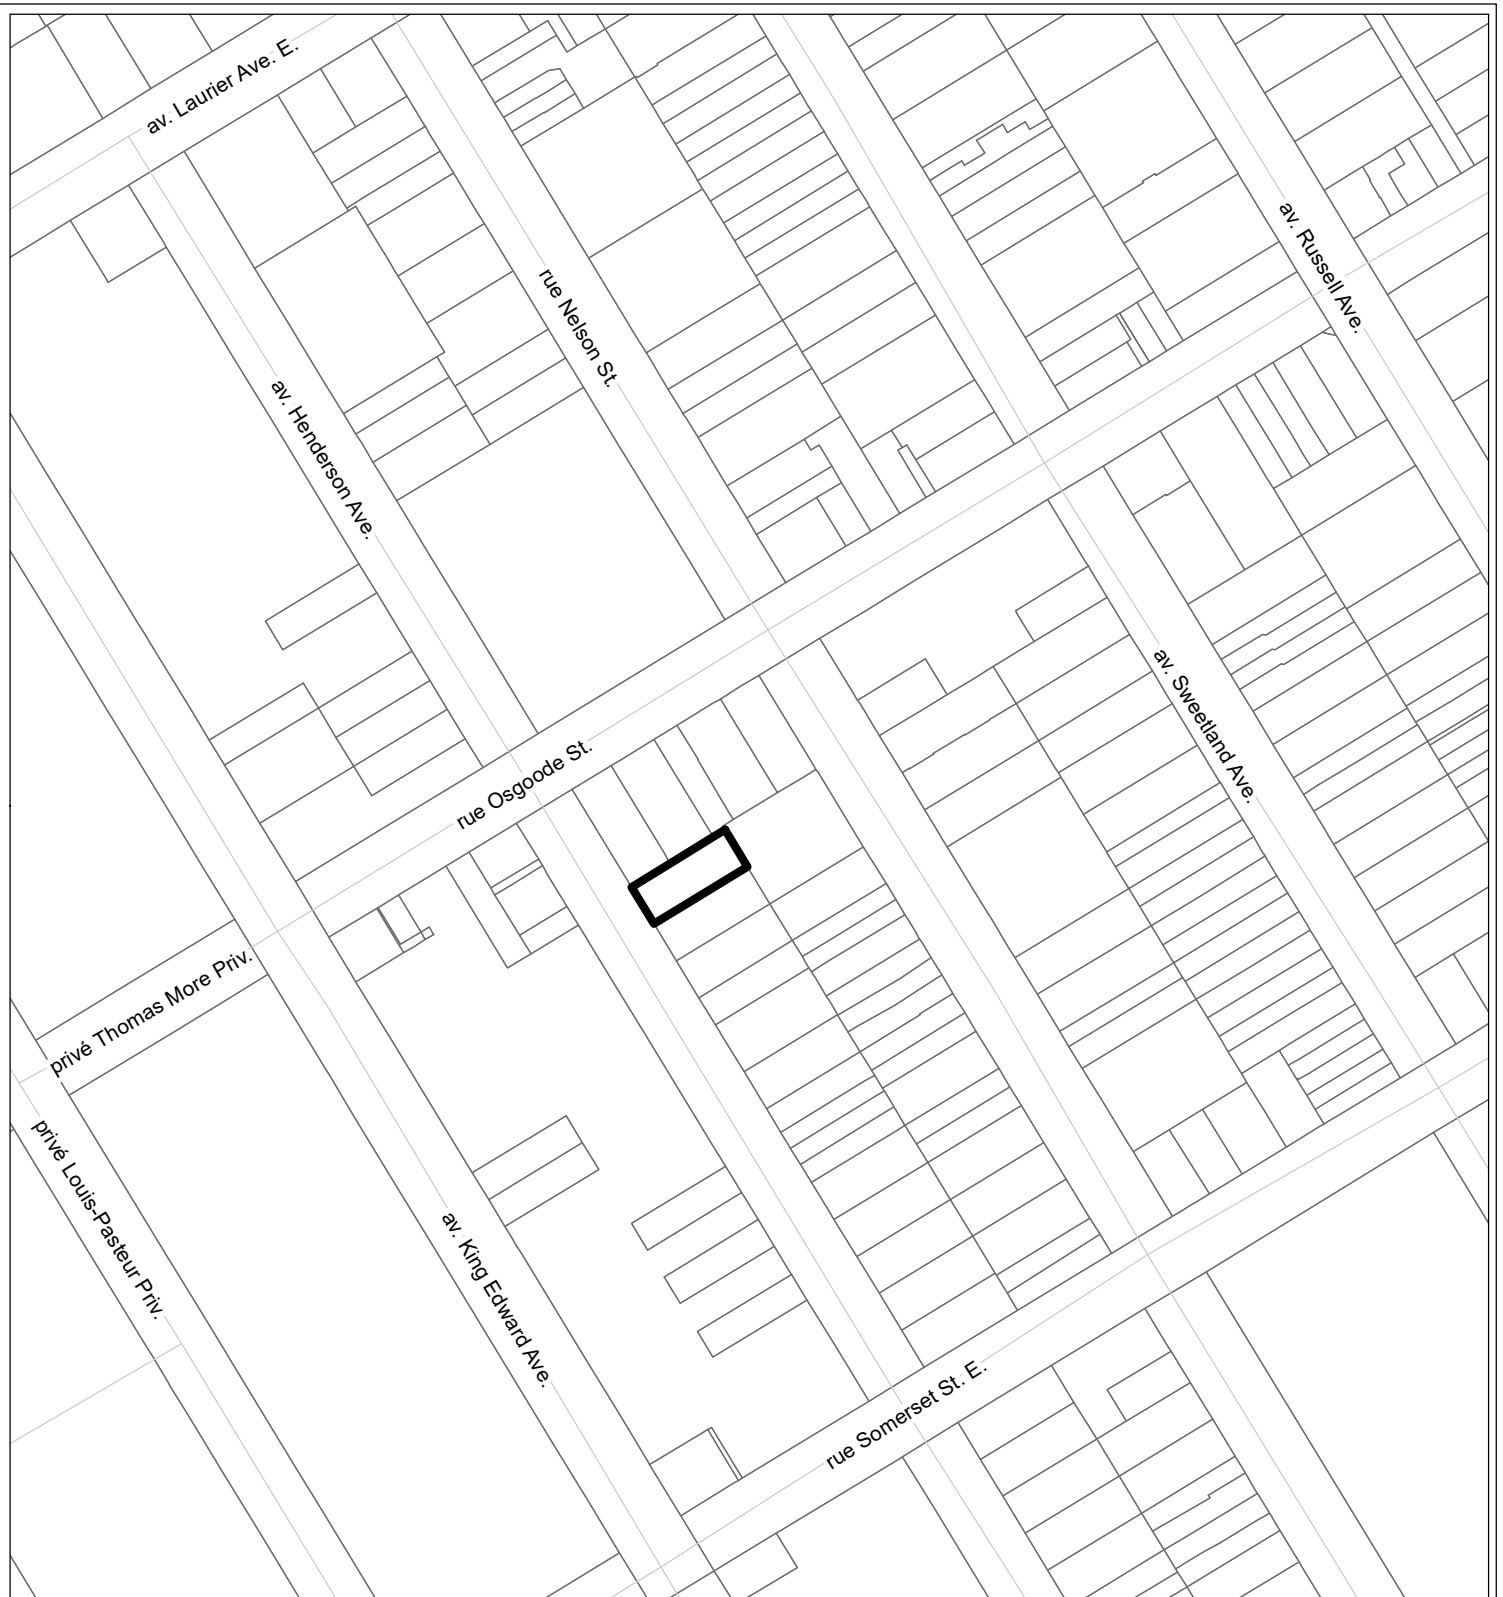 av. Laurier Ave. E.
av. Russell Ave.
rue Nelson St.
av. Henderson Ave.
av. Sweetland Ave.
rue Osgoode St.
privé Thomas More Priv.
privé Louis-Pasteur Priv.
av. King Edward Ave.
rue Somerset St. E.